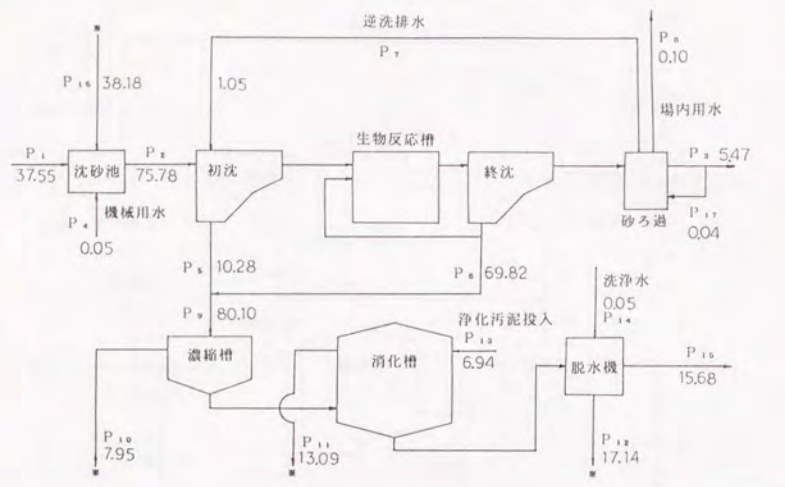 逆洗排水
P₇
P₈
0.10
場内用水
※
P₁₆ 38.18
1.05
生物反応槽
P₁
37.55
沈砂池
P₂
75.78
初沈
終沈
P₃ 5.47
機械用水
P₄
0.05
砂ろ過
P₁₇
0.04
P₅ 10.28
P₆ 69.82
洗浄水
0.05
P₁₄
P₉ 80.10
浄化汚泥投入
P₁₃
6.94
濃縮槽
消化槽
脱水機
P₁₅
15.68
P₁₀
7.95
※
P₁₁
13.09
※
P₁₂
17.14
※